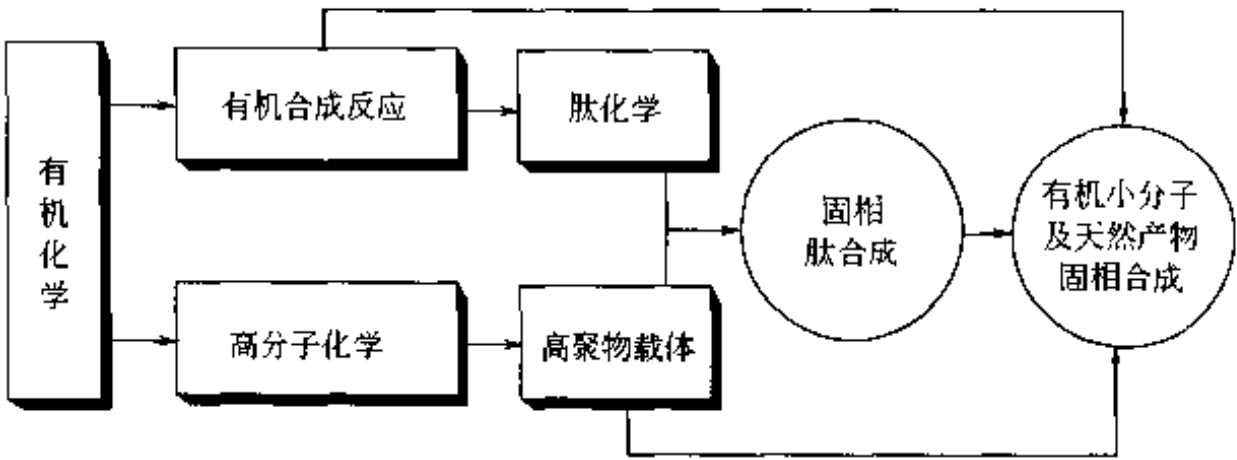 有机化学
有机合成反应
肽化学
高分子化学
高聚物载体
固相
肽合成
有机小分子
及天然产物
固相合成